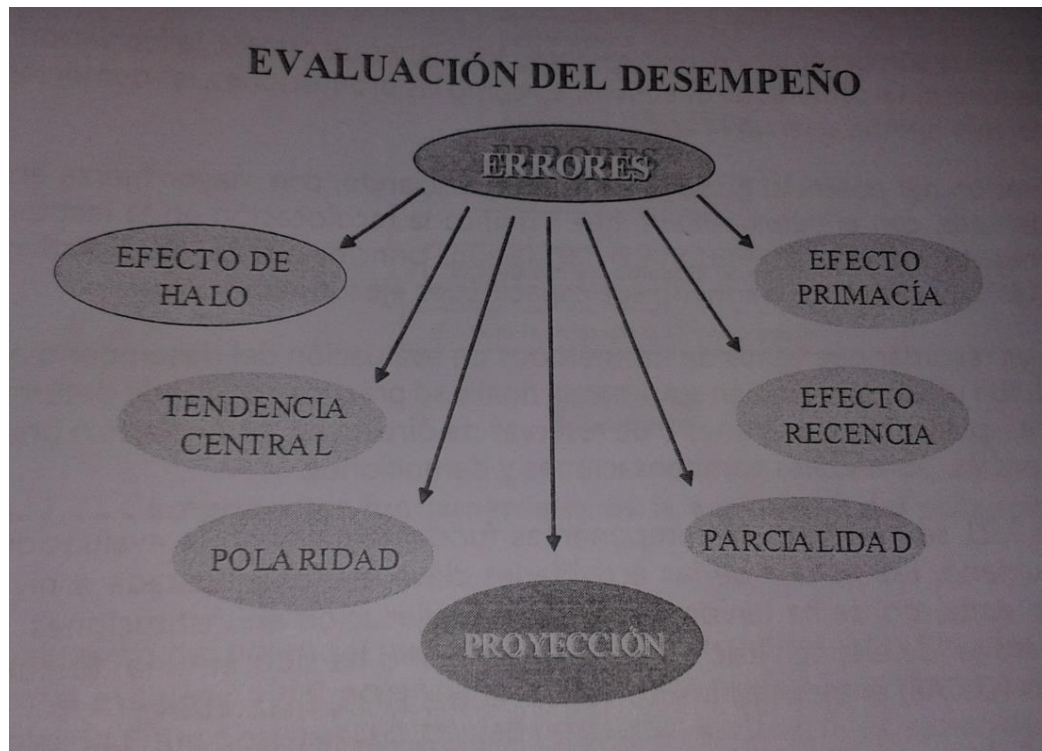 EVALUACIÓN DEL DESEMPEÑO
ERRORES
EFECTO DE
HALO
EFECTO
PRIMACÍA
TENDENCIA
CENTRAL
EFECTO
RECENCIA
POLARIDAD
PARCIALIDAD
PROYECCIÓN